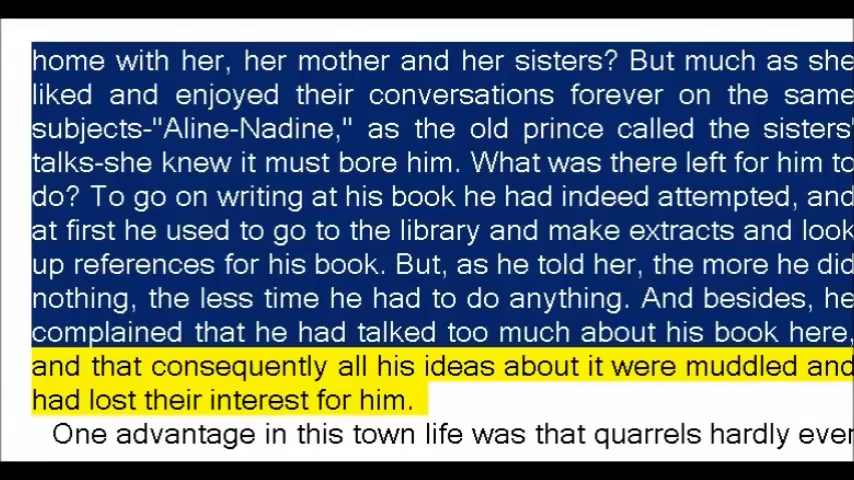 home with her, her mother and her sisters? But much as she
liked and enjoyed their conversations forever on the same
subjects-"Aline-Nadine," as the old prince called the sisters'
talks-she knew it must bore him. What was there left for him to
do? To go on writing at his book he had indeed attempted, and
at first he used to go to the library and make extracts and look
up references for his book. But, as he told her, the more he did
nothing, the less time he had to do anything. And besides, he
complained that he had talked too much about his book here,
and that consequently all his ideas about it were muddled and
had lost their interest for him.
One advantage in this town life was that quarrels hardly ever